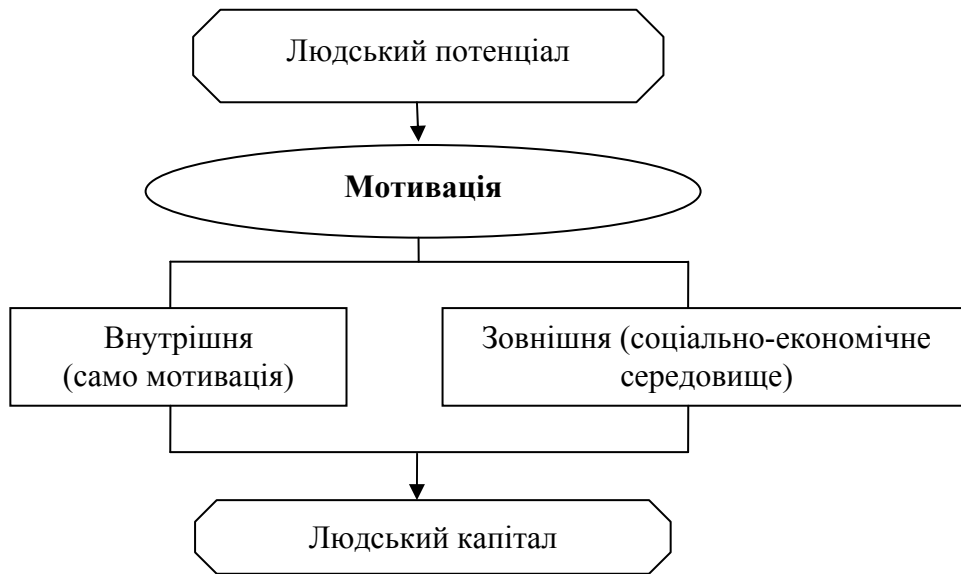 Людський потенціал
Мотивація
Внутрішня
(само мотивація)
Зовнішня (соціально-економічне
середовище)
Людський капітал